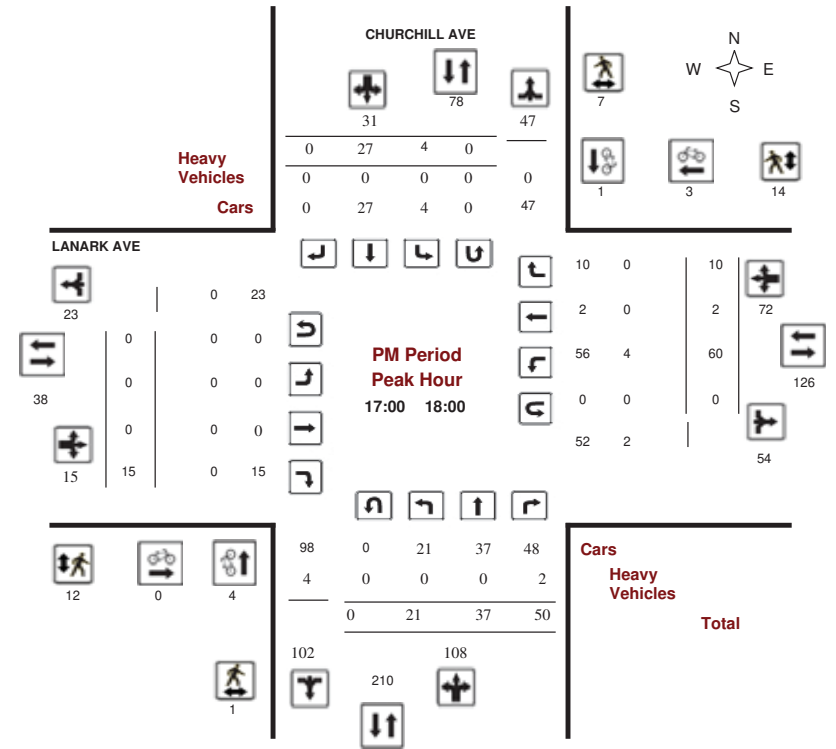 CHURCHILL AVE
N
W E
S
78
7
31 47
0 27 4 0
Heavy
Vehicles
0 0 0 0 0
Cars
0 27 4 0 47
1 3 14
LANARK AVE
10 0 10
23
0 23
2 0 2 72
0 0 0
56 4 60
38
126
0 0 0
0 0 0
0 0 0
52 2
54
15
15 0 15
PM Period
Peak Hour
17:00 18:00
98 0 21 37 48
Cars
4 0 0 0 2
Heavy
Vehicles
0 21 37 50
Total
12 0 4
102 108
210
1